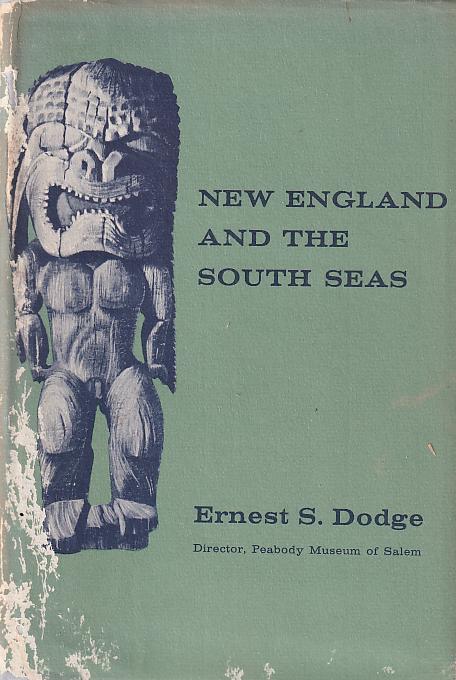 NEW ENGLAND
AND THE
SOUTH SEAS
Ernest S. Dodge
Director, Peabody Museum of Salem